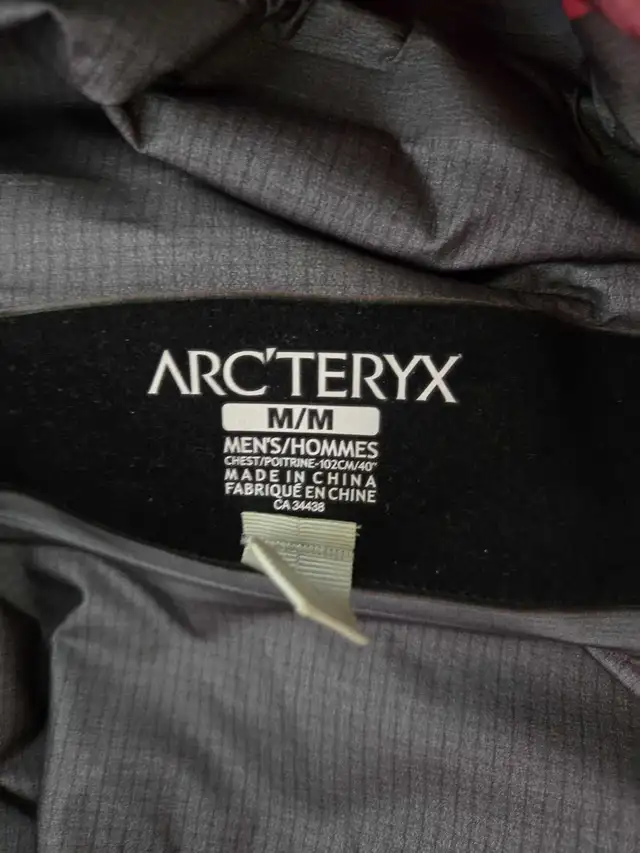 ARC'TERYX
M/M
MEN'S/HOMMES
CHEST/POITRINE-102CM/40"
MADE IN CHINA
FABRIQUÉ EN CHINE
CA 34438